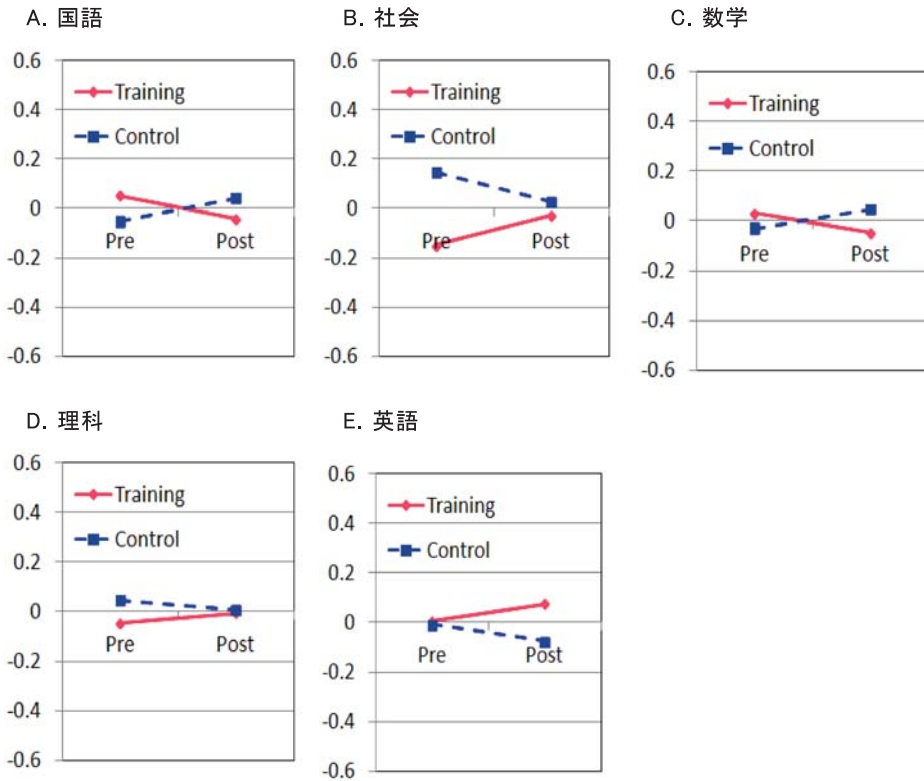 A. 国語
0.6
0.4
0.2
0
-0.2
-0.4
-0.6
Training
Control
Pre Post
B. 社会
0.6
0.4
0.2
0
-0.2
-0.4
-0.6
Training
Control
Pre Post
C. 数学
0.6
0.4
0.2
0
-0.2
-0.4
-0.6
Training
Control
Pre Post
D. 理科
0.6
0.4
0.2
0
-0.2
-0.4
-0.6
Training
Control
Pre Post
E. 英語
0.6
0.4
0.2
0
-0.2
-0.4
-0.6
Training
Control
Pre Post